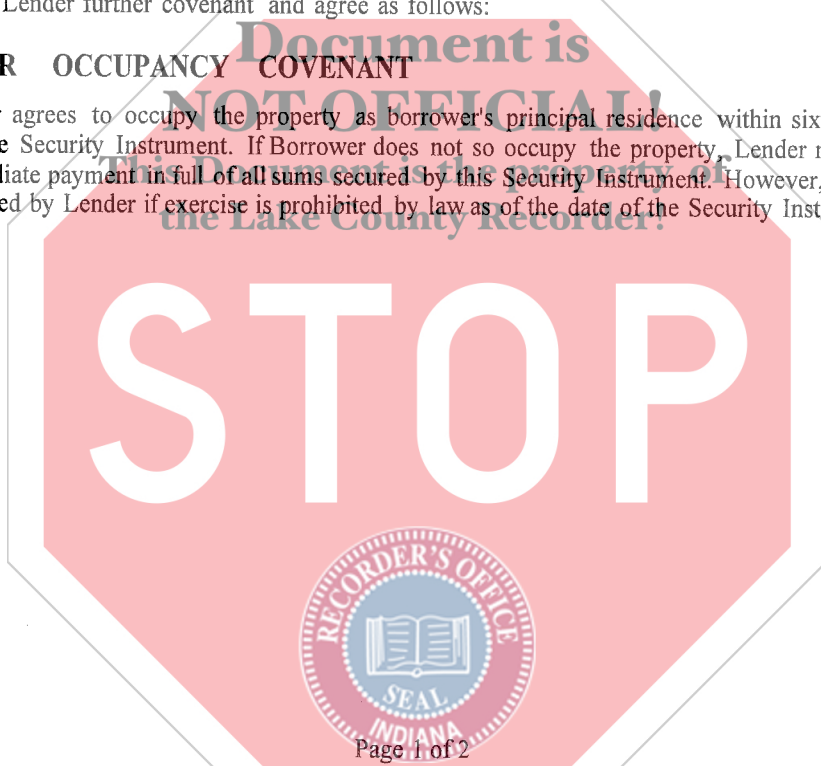 Lender further covenant and agree as follows:
Document is
R OCCUPANCY COVENANT
NOT OFFICIAL!
agrees to occupy the property as borrower's principal residence within six
e Security Instrument. If Borrower does not so occupy the property, Lender
This Document is the property of
liate payment in full of all sums secured by this Security Instrument. However,
ed by Lender if exercise is prohibited by law as of the date of the Security Inst
the Lake County Recorder!
STOP
RECORDER'S OFFICE
SEAL
INDIANA
Page 1 of 2